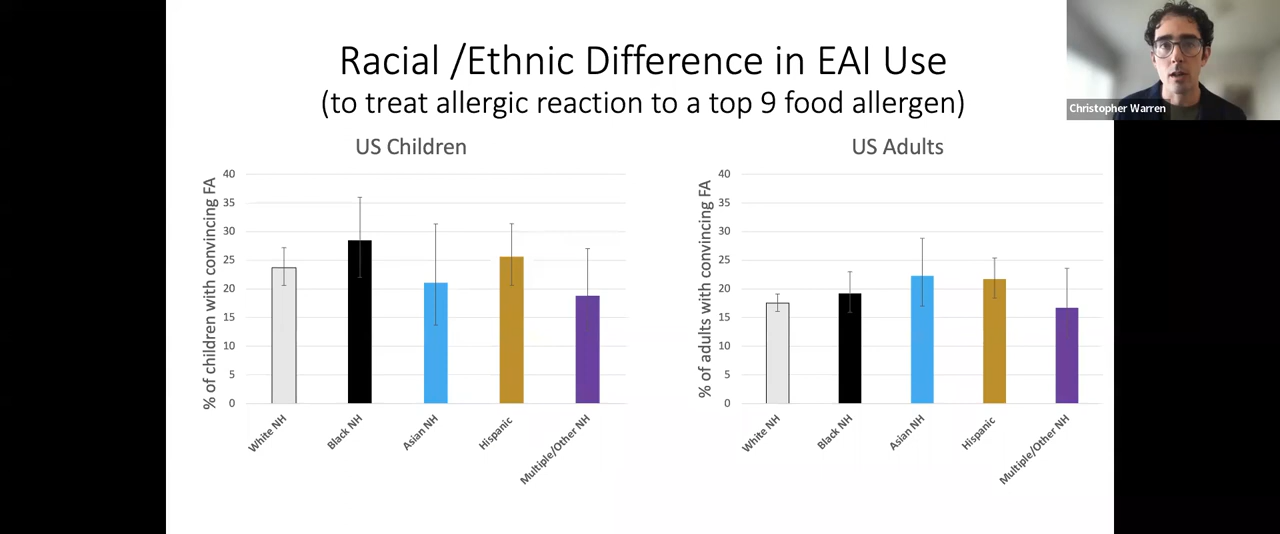 Racial /Ethnic Difference in EAI Use
(to treat allergic reaction to a top 9 food allergen)
Christopher Warren
US Children
% of children with convincing FA
40
35
30
25
20
15
10
5
0
White NH
Black NH
Asian NH
Hispanic
Multiple/Other NH
US Adults
% of adults with convincing FA
40
35
30
25
20
15
10
5
0
White NH
Black NH
Asian NH
Hispanic
Multiple/Other NH